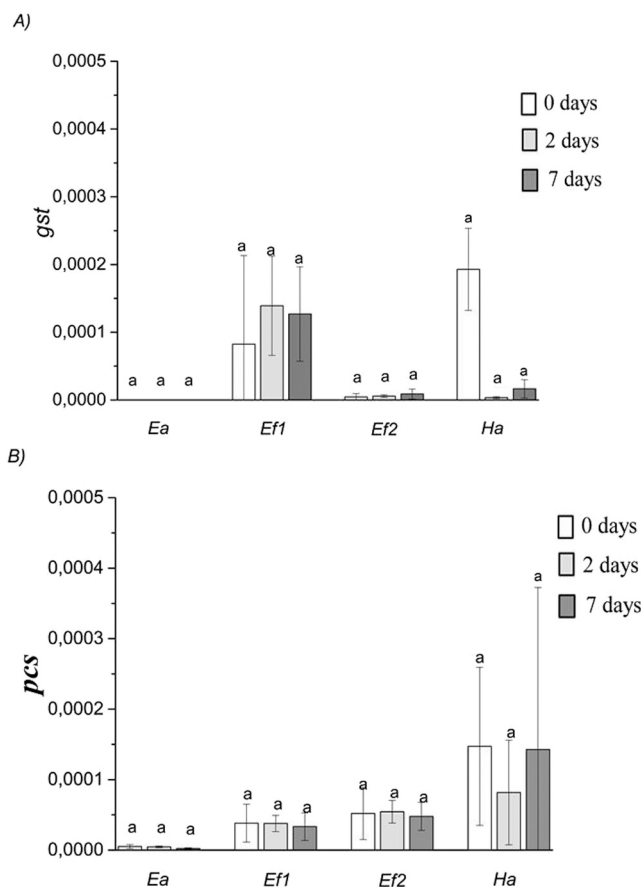 A)
0,0005
0,0004
0,0003
0,0002
0,0001
0,0000
gst
0 days
2 days
7 days
a a a
a a a
a a a
a a a
Ea Ef1 Ef2 Ha
B)
0,0005
0,0004
0,0003
0,0002
0,0001
0,0000
pcs
0 days
2 days
7 days
a a a
a a a
a a a
a a a
Ea Ef1 Ef2 Ha